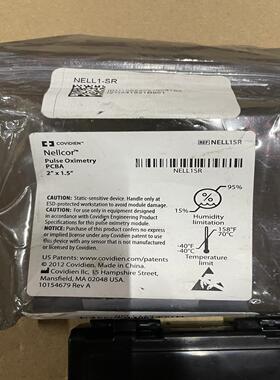 NELL1-SR
COVIDIEN
Nellcor™
Pulse Oximetry
PCBA
2" x 1.5"
REF NELL1SR
NELL1SR
CAUTION: Static-sensitive device. Handle only at
ESD-protected workstation to avoid module damage.
CAUTION: For use only in equipment designed
in accordance with Covidien Engineering Product
Specifications for this pulse oximetry module.
NOTICE: Purchase of this product confers no express
or implied license under any Covidien patent to use
this module with any sensor that is not
manufactured or licensed by Covidien.
95%
15%
Humidity
limitation
158°F
70°C
-40°F
-40°C
Temperature
limit
US Patents: www.covidien.com/patents
© 2012 Covidien. Made in China.
Covidien llc, 15 Hampshire Street,
Mansfield, MA 02048 USA.
10154679 Rev A